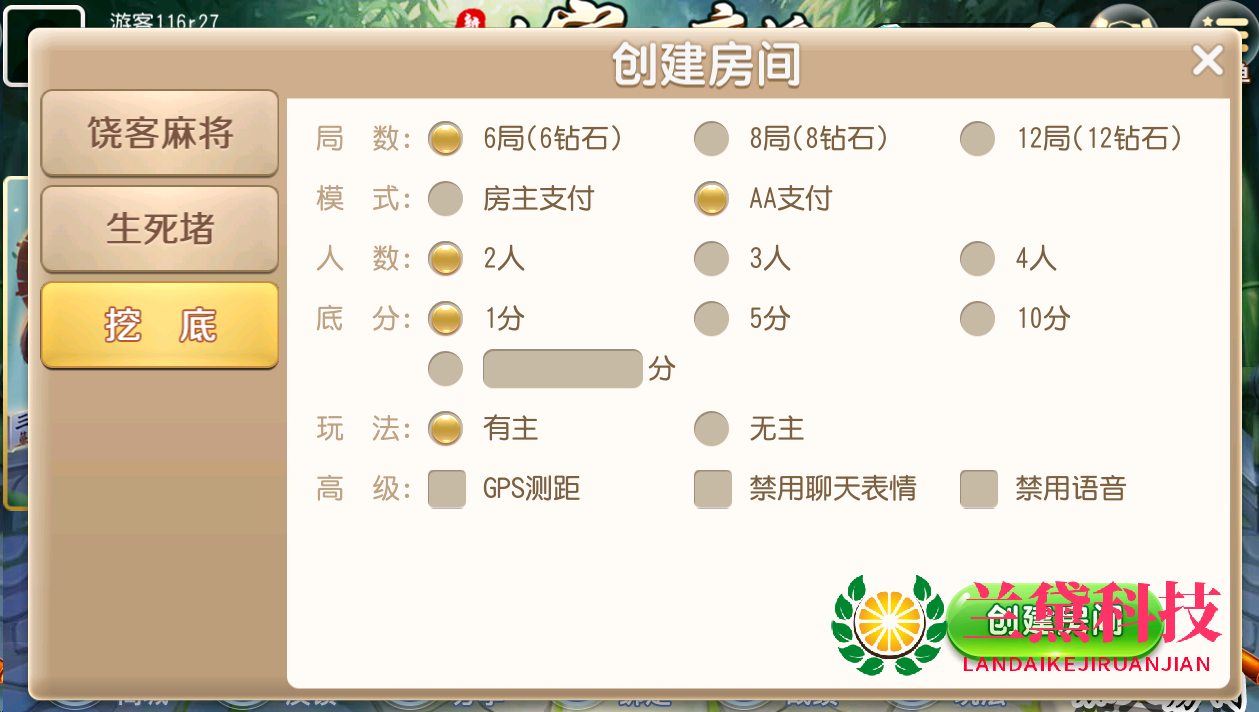 游客116r27
创建房间
饶客麻将
生死堵
挖 底
局 数: 6局(6钻石) 8局(8钻石) 12局(12钻石)
模 式: 房主支付 AA支付
人 数: 2人 3人 4人
底 分: 1分 5分 10分
分
玩 法: 有主 无主
高 级: GPS测距 禁用聊天表情 禁用语音
创建房间
兰黛科技
LANDAIKEJIRUANJIAN